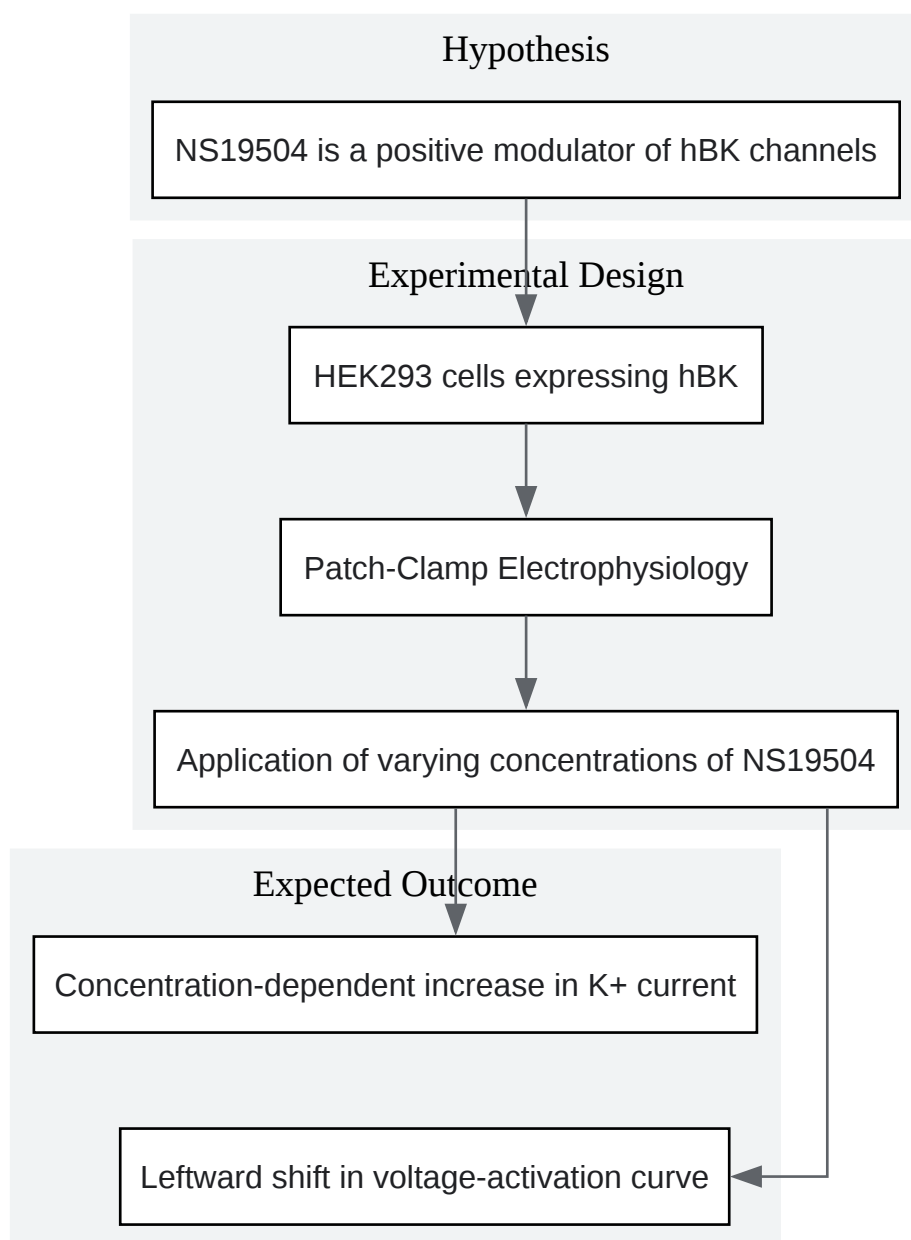 Hypothesis
NS19504 is a positive modulator of hBK channels
Experimental Design
HEK293 cells expressing hBK
Patch-Clamp Electrophysiology
Application of varying concentrations of NS19504
Expected Outcome
Concentration-dependent increase in K+ current
Leftward shift in voltage-activation curve